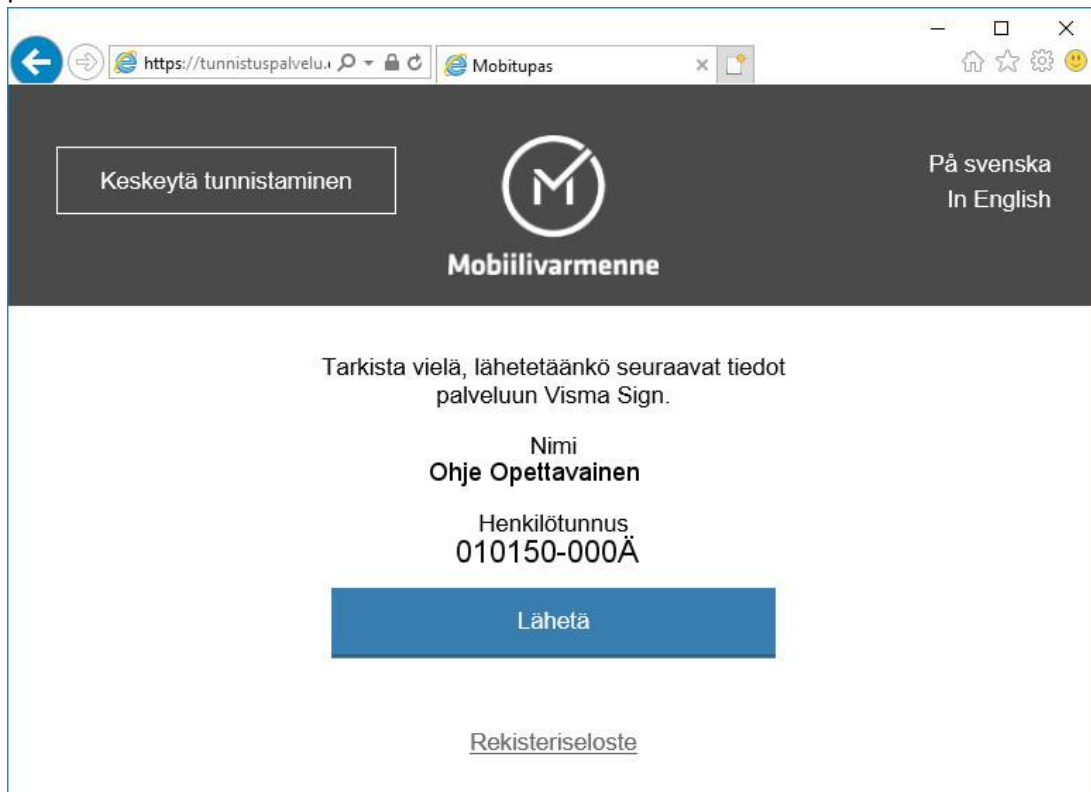 https://tunnistuspalvelu.
Mobitupas
Keskeytä tunnistaminen
På svenska
In English
Mobiilivarmenne
Tarkista vielä, lähetetäänkö seuraavat tiedot
palveluun Visma Sign.
Nimi
Ohje Opettavainen
Henkilötunnus
010150-000Ä
Lähetä
Rekisteriseloste